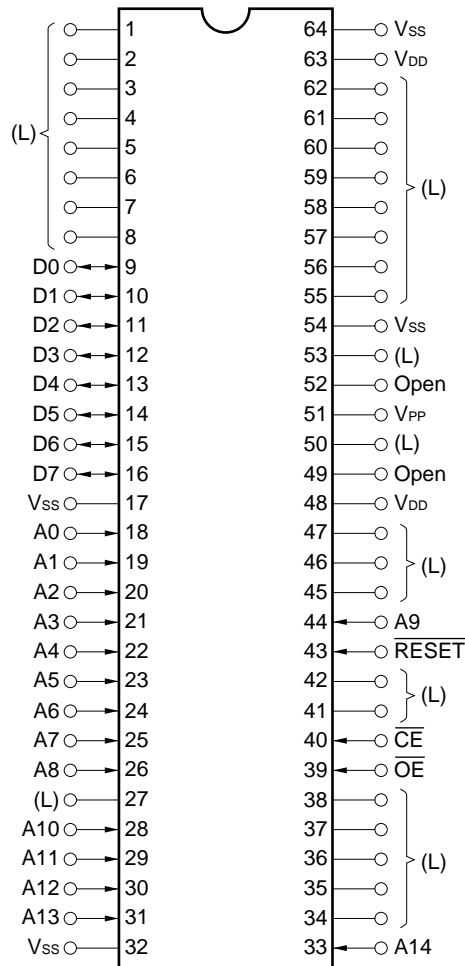 1 64 VSS
2 63 VDD
3 62
4 61
(L) 5 60
6 59 (L)
7 58
8 57
D0 9 56
D1 10 55
D2 11 54 VSS
D3 12 53 (L)
D4 13 52 Open
D5 14 51 VPP
D6 15 50 (L)
D7 16 49 Open
VSS 17 48 VDD
A0 18 47
A1 19 46 (L)
A2 20 45
A3 21 44 A9
A4 22 43 RESET
A5 23 42
A6 24 41 (L)
A7 25 40 CE
A8 26 39 OE
(L) 27 38
A10 28 37
A11 29 36 (L)
A12 30 35
A13 31 34
VSS 32 33 A14